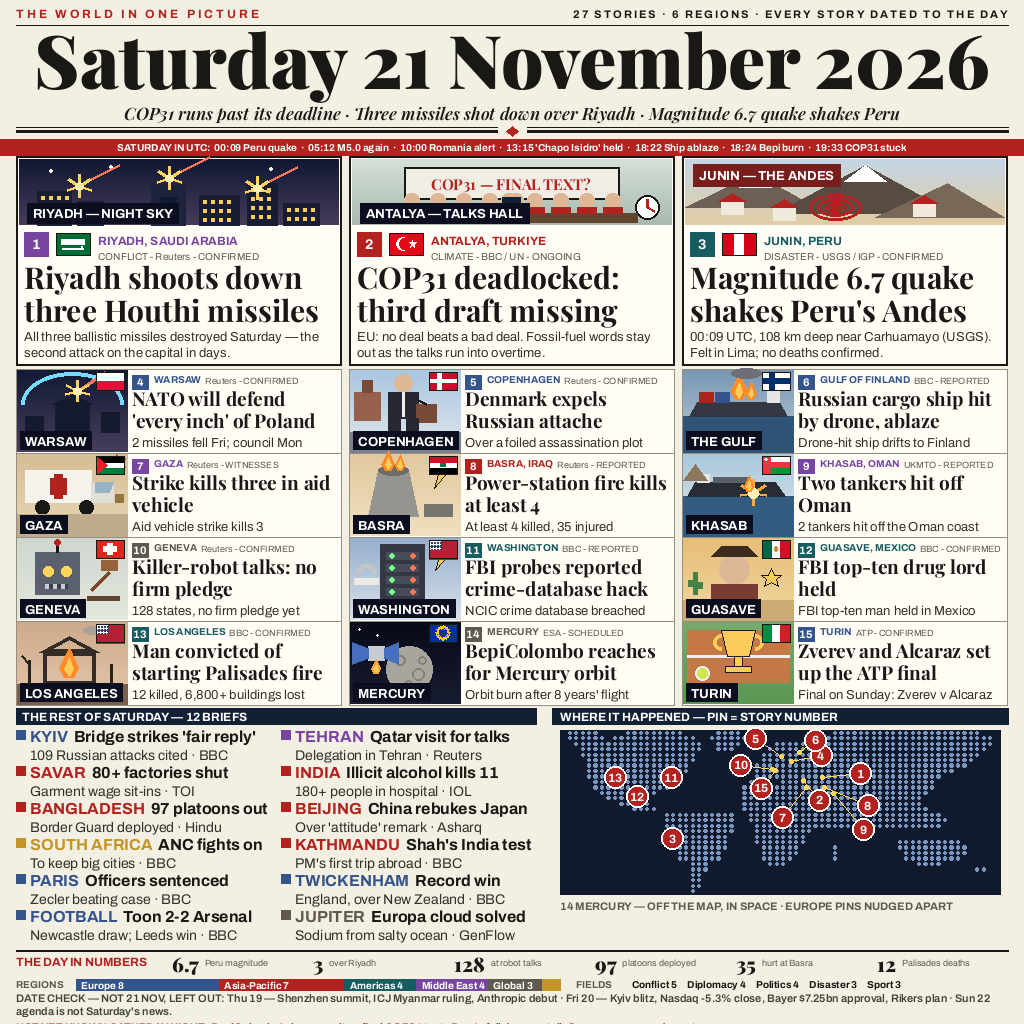 THE WORLD IN ONE PICTURE
27 STORIES · 6 REGIONS · EVERY STORY DATED TO THE DAY
Saturday 21 November 2026
COP31 runs past its deadline · Three missiles shot down over Riyadh · Magnitude 6.7 quake shakes Peru
SATURDAY IN UTC: 00:09 Peru quake · 05:12 M5.0 again · 10:00 Romania alert · 13:15 'Chapo Isidro' held · 18:22 Ship ablaze · 18:24 Bepi burn · 19:33 COP31 stuck
RIYADH — NIGHT SKY
1 RIYADH, SAUDI ARABIA
CONFLICT - Reuters - CONFIRMED
Riyadh shoots down
three Houthi missiles
All three ballistic missiles destroyed Saturday — the
second attack on the capital in days.
COP31 — FINAL TEXT?
ANTALYA — TALKS HALL
2 ANTALYA, TURKIYE
CLIMATE - BBC / UN - ONGOING
COP31 deadlocked:
third draft missing
EU: no deal beats a bad deal. Fossil-fuel words stay
out as the talks run into overtime.
JUNIN — THE ANDES
3 JUNIN, PERU
DISASTER - USGS / IGP - CONFIRMED
Magnitude 6.7 quake
shakes Peru's Andes
00:09 UTC, 108 km deep near Carhuamayo (USGS).
Felt in Lima; no deaths confirmed.
WARSAW
4 WARSAW Reuters - CONFIRMED
NATO will defend
'every inch' of Poland
2 missiles fell Fri; council Mon
COPENHAGEN
5 COPENHAGEN Reuters - CONFIRMED
Denmark expels
Russian attache
Over a foiled assassination plot
THE GULF
6 GULF OF FINLAND BBC - REPORTED
Russian cargo ship hit
by drone, ablaze
Drone-hit ship drifts to Finland
GAZA
7 GAZA Reuters - WITNESSES
Strike kills three in aid
vehicle
Aid vehicle strike kills 3
BASRA
8 BASRA, IRAQ Reuters - REPORTED
Power-station fire kills
at least 4
At least 4 killed, 35 injured
KHASAB
9 KHASAB, OMAN UKMTO - REPORTED
Two tankers hit off
Oman
2 tankers hit off the Oman coast
GENEVA
10 GENEVA Reuters - CONFIRMED
Killer-robot talks: no
firm pledge
128 states, no firm pledge yet
WASHINGTON
11 WASHINGTON BBC - REPORTED
FBI probes reported
crime-database hack
NCIC crime database breached
GUASAVE
12 GUASAVE, MEXICO BBC - CONFIRMED
FBI top-ten drug lord
held
FBI top-ten man held in Mexico
LOS ANGELES
13 LOS ANGELES BBC - CONFIRMED
Man convicted of
starting Palisades fire
12 killed, 6,800+ buildings lost
MERCURY
14 MERCURY ESA - SCHEDULED
BepiColombo reaches
for Mercury orbit
Orbit burn after 8 years' flight
TURIN
15 TURIN ATP - CONFIRMED
Zverev and Alcaraz set
up the ATP final
Final on Sunday: Zverev v Alcaraz
THE REST OF SATURDAY — 12 BRIEFS
KYIV Bridge strikes 'fair reply'
109 Russian attacks cited · BBC
SAVAR 80+ factories shut
Garment wage sit-ins · TOI
BANGLADESH 97 platoons out
Border Guard deployed · Hindu
SOUTH AFRICA ANC fights on
To keep big cities · BBC
PARIS Officers sentenced
Zecler beating case · BBC
FOOTBALL Toon 2-2 Arsenal
Newcastle draw; Leeds win · BBC
TEHRAN Qatar visit for talks
Delegation in Tehran · Reuters
INDIA Illicit alcohol kills 11
180+ people in hospital · IOL
BEIJING China rebukes Japan
Over 'attitude' remark · Asharq
KATHMANDU Shah's India test
PM's first trip abroad · BBC
TWICKENHAM Record win
England, over New Zealand · BBC
JUPITER Europa cloud solved
Sodium from salty ocean · GenFlow
WHERE IT HAPPENED — PIN = STORY NUMBER
5
6
4
10
1
13
11
12
15
2
8
7
9
3
14 MERCURY — OFF THE MAP, IN SPACE · EUROPE PINS NUDGED APART
THE DAY IN NUMBERS
6.7 Peru magnitude
3 over Riyadh
128 at robot talks
97 platoons deployed
35 hurt at Basra
12 Palisades deaths
REGIONS Europe 8 Asia-Pacific 7 Americas 4 Middle East 4 Global 3
FIELDS Conflict 5 Diplomacy 4 Politics 4 Disaster 3 Sport 3
DATE CHECK — NOT 21 NOV, LEFT OUT: Thu 19 — Shenzhen summit, ICJ Myanmar ruling, Anthropic debut · Fri 20 — Kyiv blitz, Nasdaq -5.3% close, Bayer $7.25bn approval, Rikers plan · Sun 22
agenda is not Saturday's news.